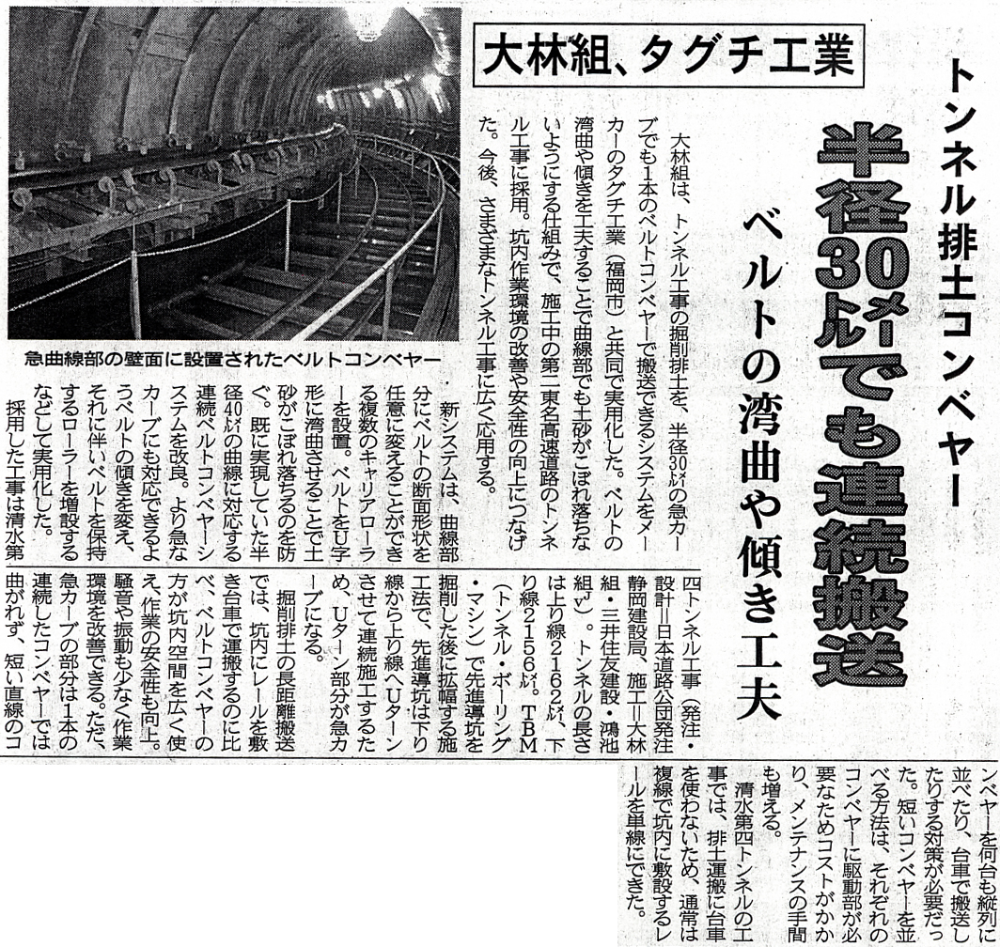 トンネル排土コンベヤー
半径30㍍でも連続搬送
ベルトの湾曲や傾き工夫
大林組、タグチ工業
大林組は、トンネル工事の掘削排土を、半径30㍍の急カー
ブでも1本のベルトコンベヤーで搬送できるシステムをメー
カーのタグチ工業（福岡市）と共同で実用化した。ベルトの
湾曲や傾きを工夫することで曲線部でも土砂がこぼれ落ちな
いようにする仕組みで、施工中の第二東名高速道路のトンネ
ル工事に採用。坑内作業環境の改善や安全性の向上につなげ
た。今後、さまざまなトンネル工事に広く応用する。
急曲線部の壁面に設置されたベルトコンベヤー
新システムは、曲線部
分にベルトの断面形状を
任意に変えることができ
る複数のキャリアローラ
ーを設置。ベルトをU字
形に湾曲させることで土
砂がこぼれ落ちるのを防
ぐ。既に実現していた半
径40㍍の曲線に対応する
連続ベルトコンベヤーシ
ステムを改良。より急な
カーブにも対応できるよ
うベルトの傾きを変え、
それに伴いベルトを保持
するローラーを増設する
などして実用化した。
採用した工事は清水第
四トンネル工事（発注・
設計＝日本道路公団発注
静岡建設局、施工＝大林
組・三井住友建設・鴻池
組JV）。トンネルの長さ
は上り線2162㍍、下
り線2156㍍。TBM
（トンネル・ボーリング
・マシン）で先進導坑を
掘削した後に拡幅する施
工法で、先進導坑は下り
線から上り線へUターン
させて連続施工するた
め、Uターン部分が急カ
ーブになる。
掘削排土の長距離搬送
では、坑内にレールを敷
き台車で運搬するのに比
べ、ベルトコンベヤーの
方が坑内空間を広く使
え、作業の安全性も向上。
騒音や振動も少なく作業
環境を改善できる。ただ、
急カーブの部分は1本の
連続したコンベヤーでは
曲がれず、短い直線のコ
ンベヤーを何台も縦列に
並べたり、台車で搬送し
たりする対策が必要だっ
た。短いコンベヤーを並
べる方法は、それぞれの
コンベヤーに駆動部が必
要なためコストがかか
り、メンテナンスの手間
も増える。
清水第四トンネルの工
事では、排土運搬に台車
を使わないため、通常は
複線で坑内に敷設するレ
ールを単線にできた。